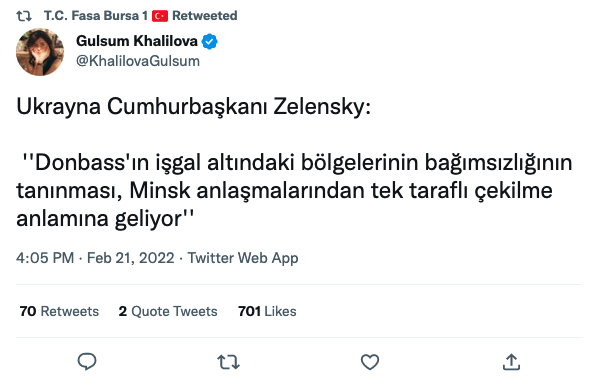 T.C. Fasa Bursa 1 🇹🇷 Retweeted
Gulsum Khalilova
@KhalilovaGulsum
Ukrayna Cumhurbaşkanı Zelensky:
''Donbass'ın işgal altındaki bölgelerinin bağımsızlığının
tanınması, Minsk anlaşmalarından tek taraflı çekilme
anlamına geliyor''
4:05 PM · Feb 21, 2022 · Twitter Web App
70 Retweets 2 Quote Tweets 701 Likes